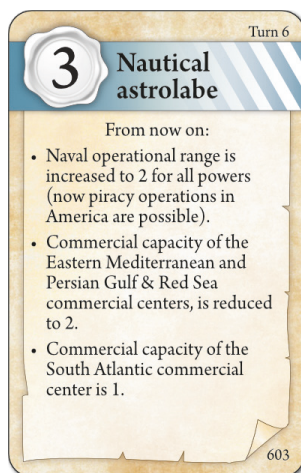 Turn 6
3
Nautical
astrolabe
From now on:
• Naval operational range is
increased to 2 for all powers
(now piracy operations in
America are possible).
• Commercial capacity of the
Eastern Mediterranean and
Persian Gulf & Red Sea
commercial centers, is reduced
to 2.
• Commercial capacity of the
South Atlantic commercial
center is 1.
603